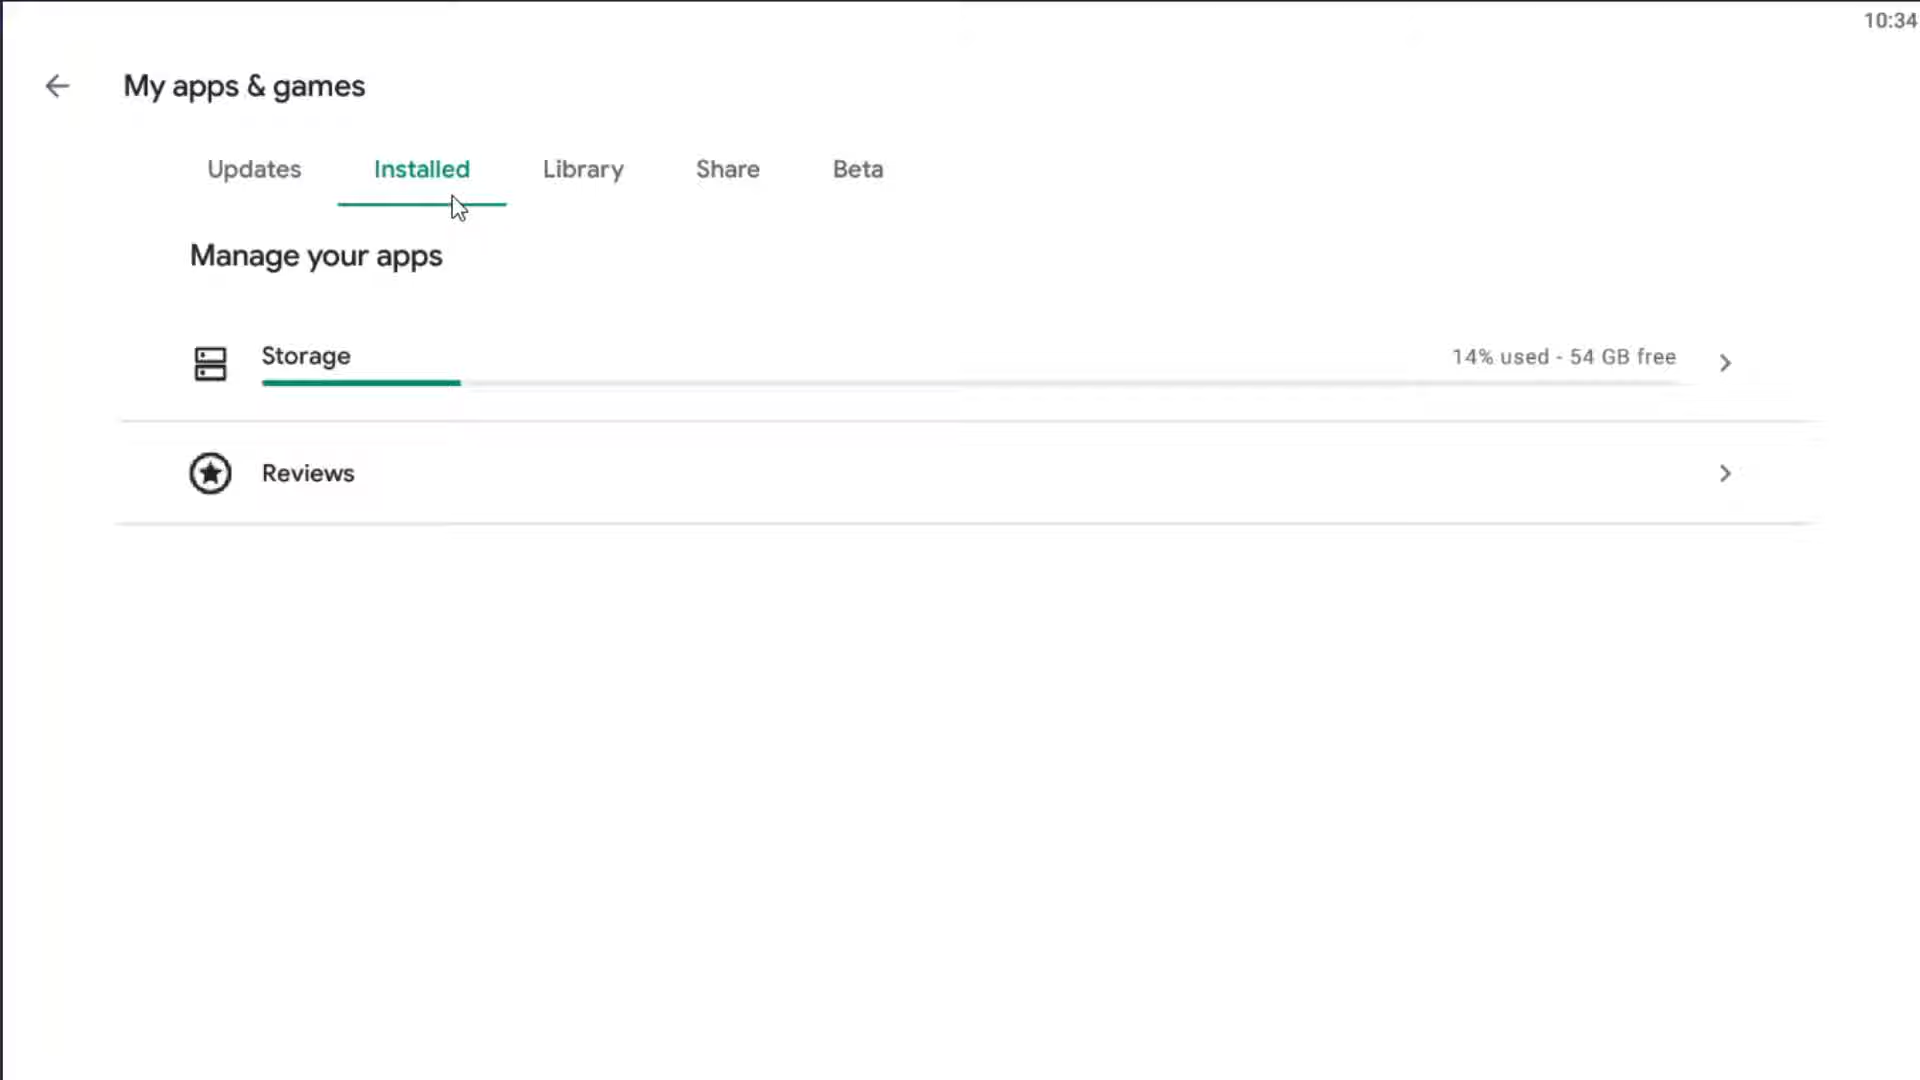 10:34
My apps & games
Updates Installed Library Share Beta
Manage your apps
Storage 14% used - 54 GB free
Reviews